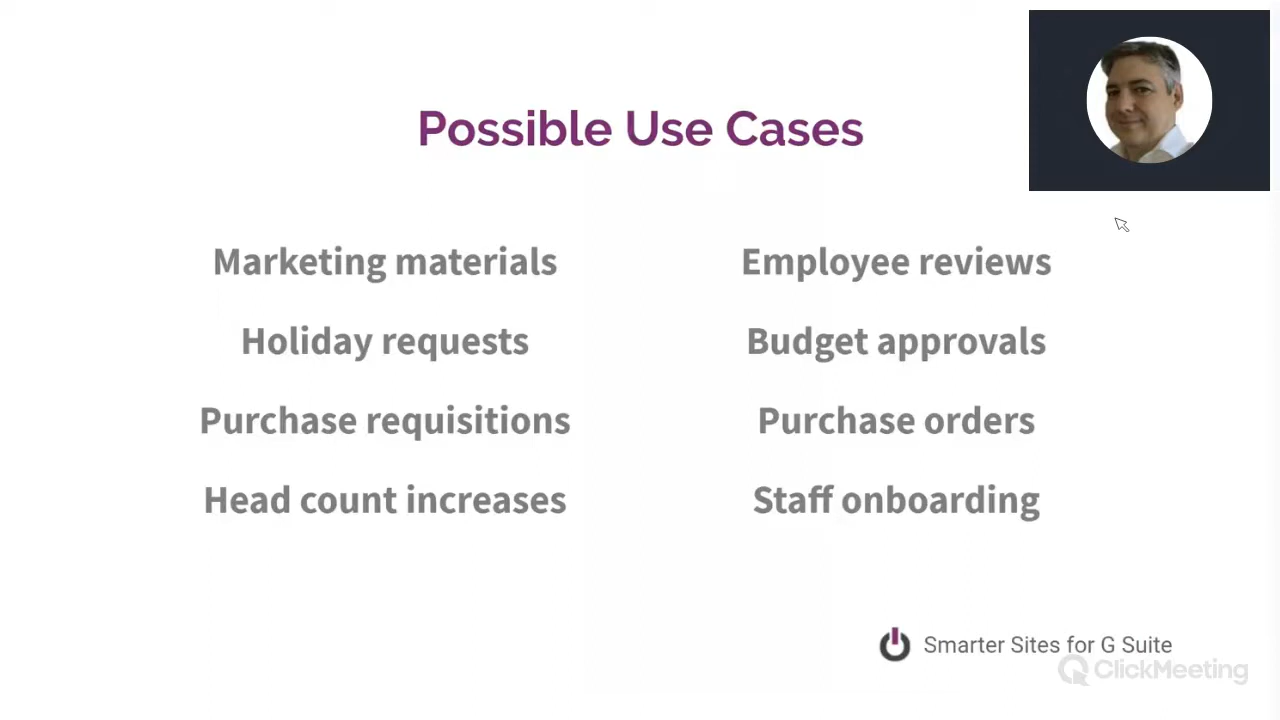 Possible Use Cases
Marketing materials
Employee reviews
Holiday requests
Budget approvals
Purchase requisitions
Purchase orders
Head count increases
Staff onboarding
Smarter Sites for G Suite
ClickMeeting